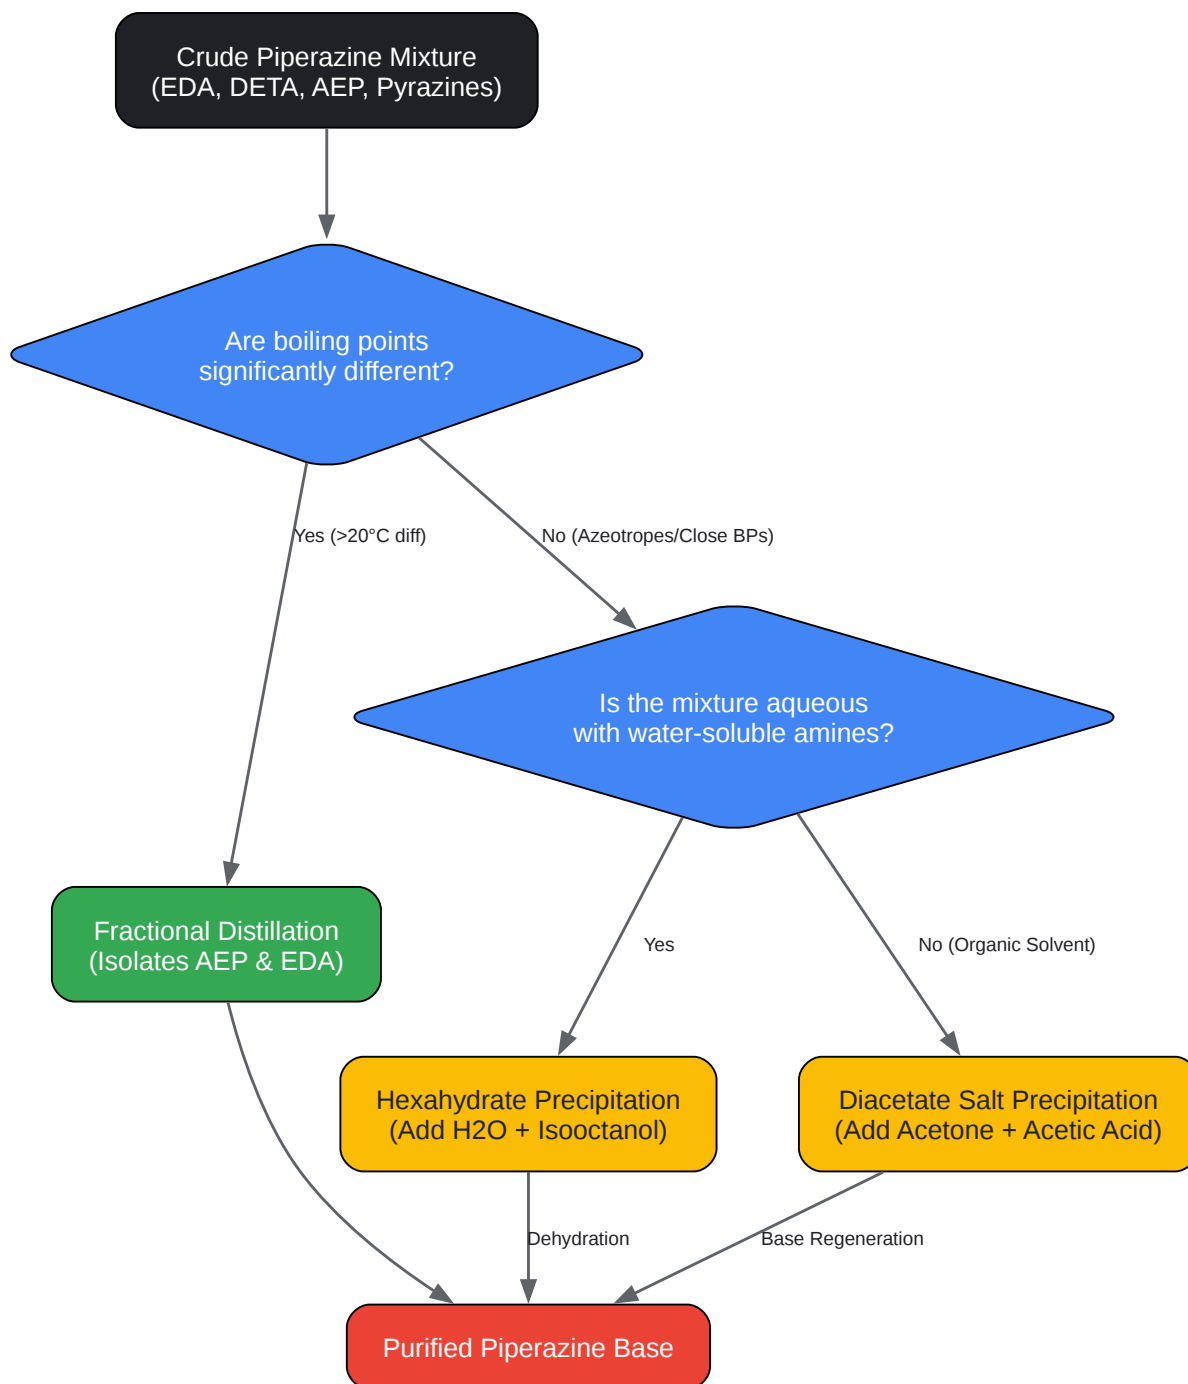 Crude Piperazine Mixture
(EDA, DETA, AEP, Pyrazines)
Are boiling points
significantly different?
Yes (>20°C diff)
No (Azeotropes/Close BPs)
Is the mixture aqueous
with water-soluble amines?
Fractional Distillation
(Isolates AEP & EDA)
Yes
No (Organic Solvent)
Hexahydrate Precipitation
(Add H2O + Isooctanol)
Diacetate Salt Precipitation
(Add Acetone + Acetic Acid)
Dehydration
Base Regeneration
Purified Piperazine Base